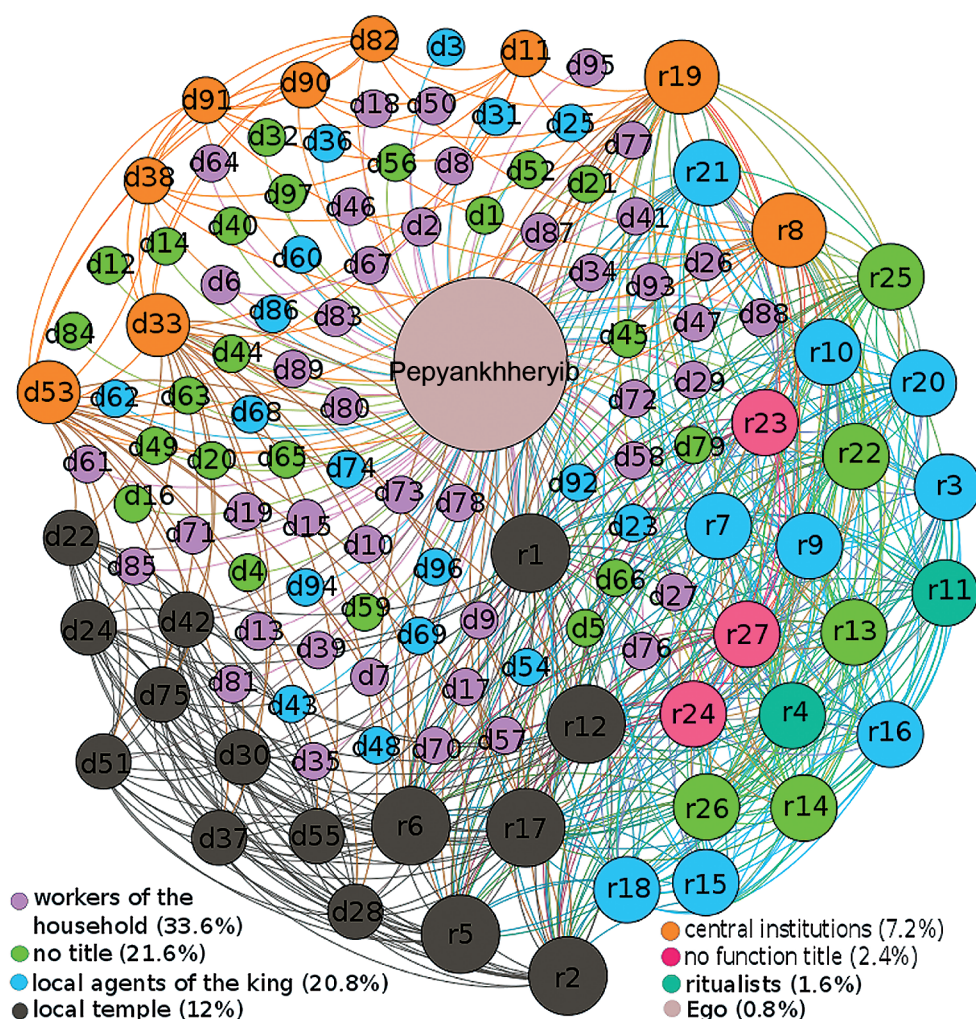 d82
d3
d11
d95
r19
d90
d91
d18
d50
d31
d25
d32
d36
d77
d64
d56
d8
d52
d21
r21
d38
d97
d46
d2
d1
d87
d41
r8
d40
d14
d12
d60
d67
d34
d26
d93
r25
d6
d86
d83
d47
d88
d33
d84
d44
d45
r10
Pepyankhheryib
d89
d29
r20
d53
d62
d63
d68
d80
d72
r23
d49
d20
d65
d74
d58
d79
r22
d61
d16
d73
d78
d92
r3
d19
d15
d71
d23
r7
r9
d22
d10
r1
d85
d4
d94
d96
d66
d27
r11
d59
d24
d42
d13
d39
d69
d9
d5
d76
r27
r13
d81
d7
d17
d54
d75
d43
r24
r4
r12
r16
d51
d30
d35
d48
d70
d57
d37
d55
r6
r17
r26
r14
d28
r5
r18
r15
r2
workers of the
household (33.6%)
no title (21.6%)
local agents of the king (20.8%)
local temple (12%)
central institutions (7.2%)
no function title (2.4%)
ritualists (1.6%)
Ego (0.8%)